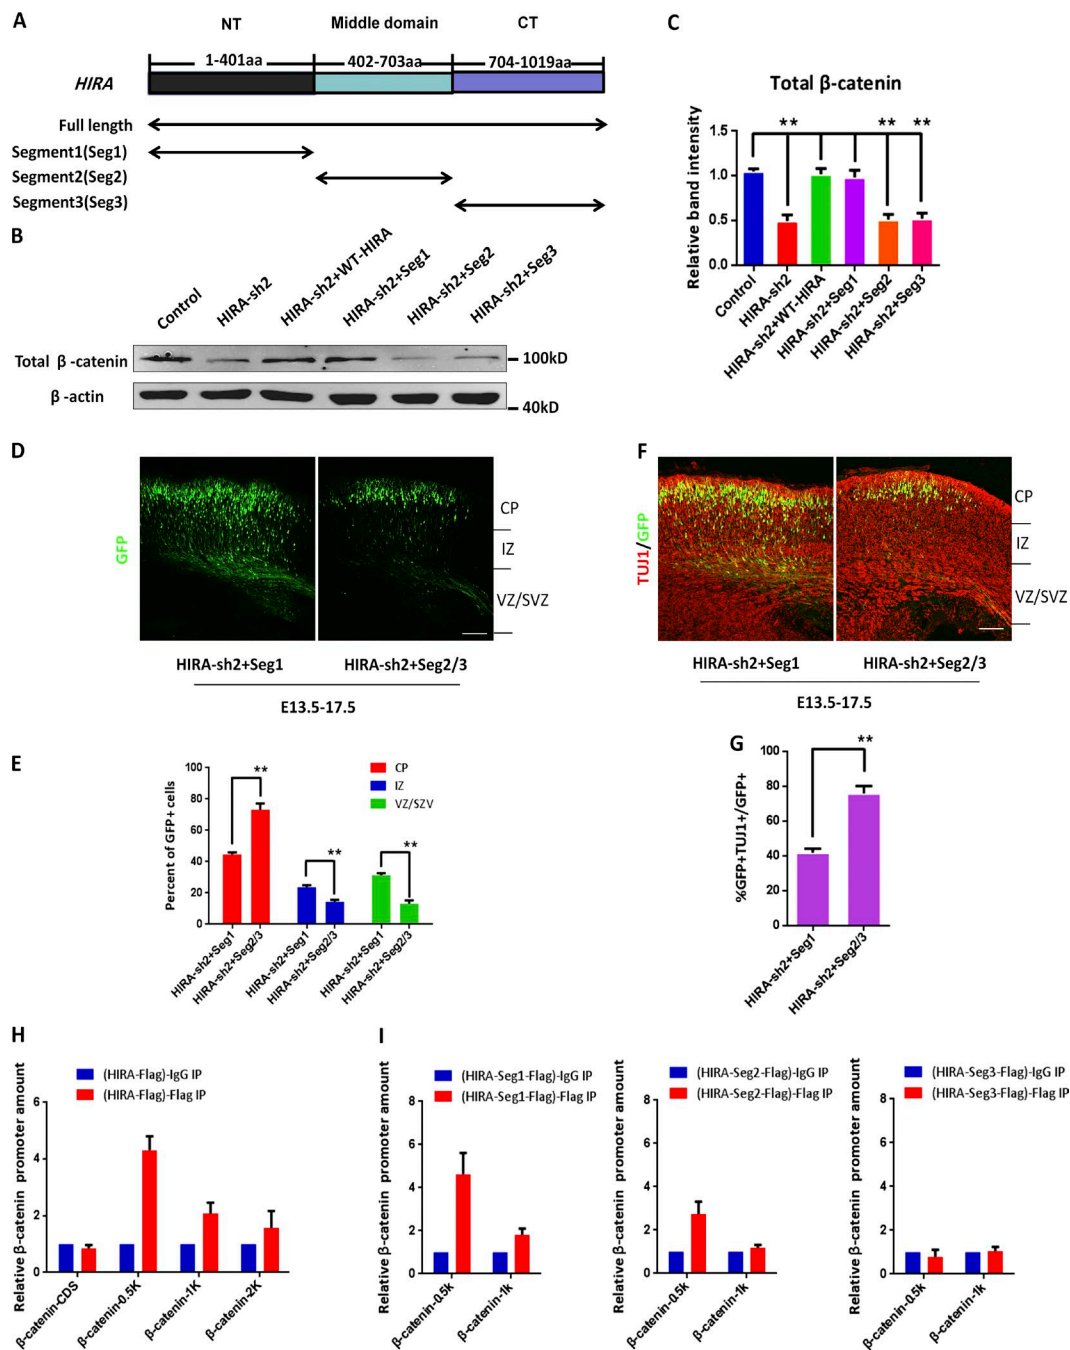 A
NT
Middle domain
CT
1-401aa
402-703aa
704-1019aa
HIRA
Full length
Segment1(Seg1)
Segment2(Seg2)
Segment3(Seg3)
B
Control
HIRA-sh2
HIRA-sh2+WT-HIRA
HIRA-sh2+Seg1
HIRA-sh2+Seg2
HIRA-sh2+Seg3
Total β -catenin
100kD
β -actin
40kD
C
Total β-catenin
Relative band intensity
1.5
1.0
0.5
0.0
**
**
**
Control
HIRA-sh2
HIRA-sh2+WT-HIRA
HIRA-sh2+Seg1
HIRA-sh2+Seg2
HIRA-sh2+Seg3
D
GFP
CP
IZ
VZ/SVZ
HIRA-sh2+Seg1
HIRA-sh2+Seg2/3
E13.5-17.5
F
TUJ1/GFP
CP
IZ
VZ/SVZ
HIRA-sh2+Seg1
HIRA-sh2+Seg2/3
E13.5-17.5
E
Percent of GFP+ cells
100
80
60
40
20
0
**
**
**
CP
IZ
VZ/SZV
HIRA-sh2+Seg1
HIRA-sh2+Seg2/3
HIRA-sh2+Seg1
HIRA-sh2+Seg2/3
HIRA-sh2+Seg1
HIRA-sh2+Seg2/3
G
%GFP+TUJ1+/GFP+
100
80
60
40
20
0
**
HIRA-sh2+Seg1
HIRA-sh2+Seg2/3
H
(HIRA-Flag)-IgG IP
(HIRA-Flag)-Flag IP
Relative β-catenin promoter amount
6
4
2
0
β-catenin-CDS
β-catenin-0.5K
β-catenin-1K
β-catenin-2K
I
(HIRA-Seg1-Flag)-IgG IP
(HIRA-Seg1-Flag)-Flag IP
Relative β-catenin promoter amount
8
6
4
2
0
β-catenin-0.5k
β-catenin-1k
(HIRA-Seg2-Flag)-IgG IP
(HIRA-Seg2-Flag)-Flag IP
Relative β-catenin promoter amount
8
6
4
2
0
β-catenin-0.5k
β-catenin-1k
(HIRA-Seg3-Flag)-IgG IP
(HIRA-Seg3-Flag)-Flag IP
Relative β-catenin promoter amount
8
6
4
2
0
β-catenin-0.5k
β-catenin-1k